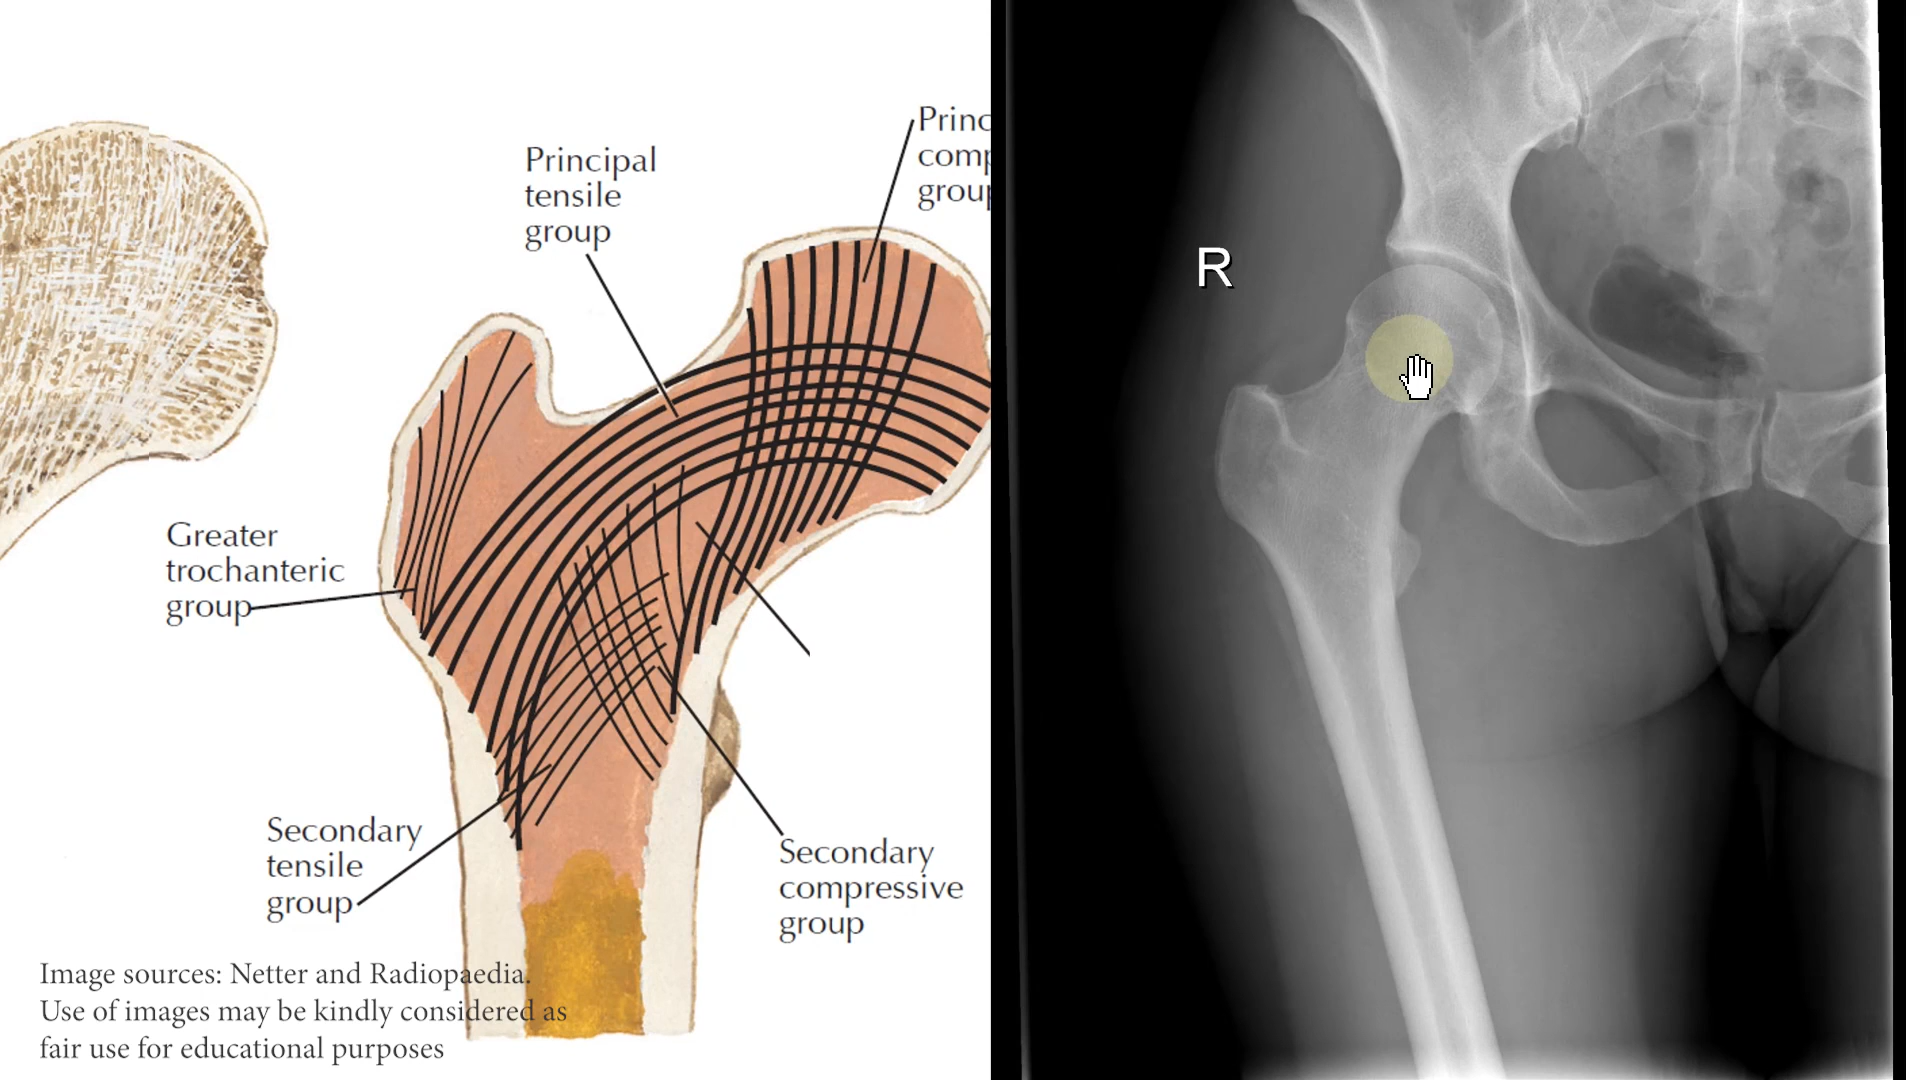 Principal
tensile
group
Princ
comp
group
Greater
trochanteric
group
Secondary
tensile
group
Secondary
compressive
group
Image sources: Netter and Radiopaedia.
Use of images may be kindly considered as
fair use for educational purposes
R